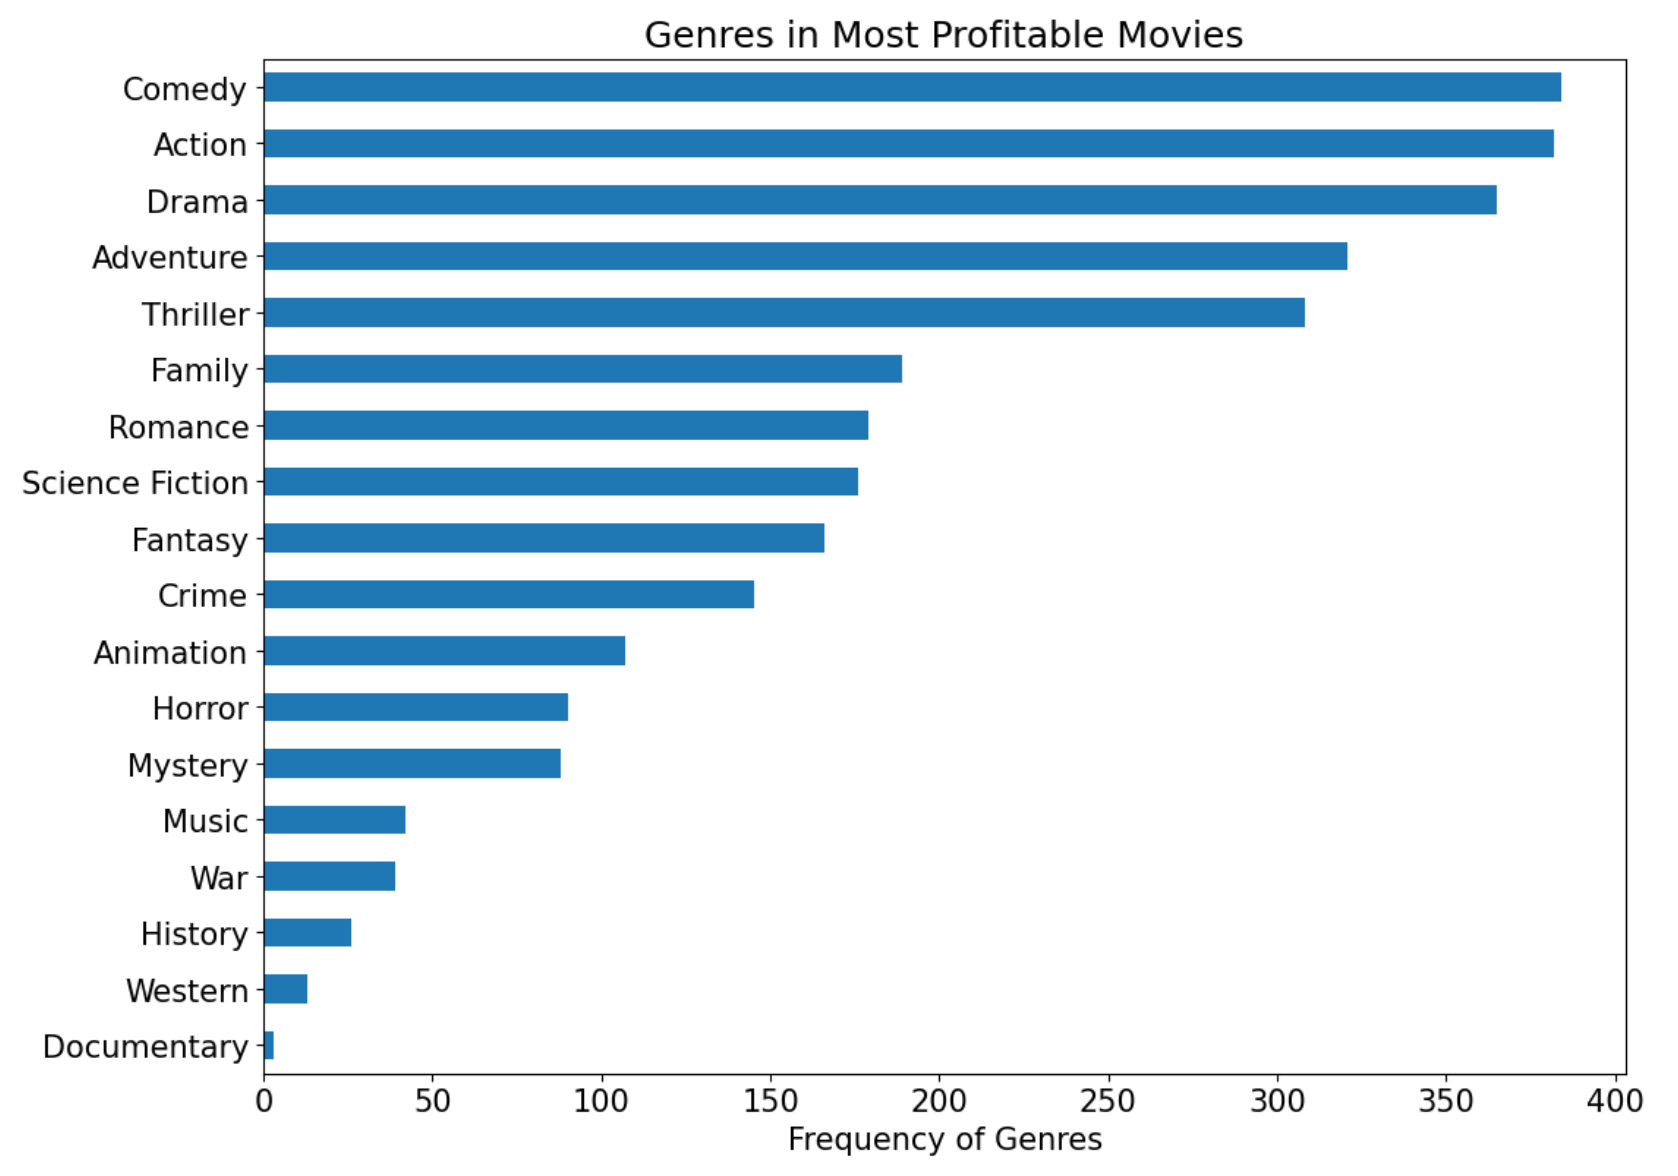 Genres in Most Profitable Movies
Comedy
Action
Drama
Adventure
Thriller
Family
Romance
Science Fiction
Fantasy
Crime
Animation
Horror
Mystery
Music
War
History
Western
Documentary
0 50 100 150 200 250 300 350 400
Frequency of Genres